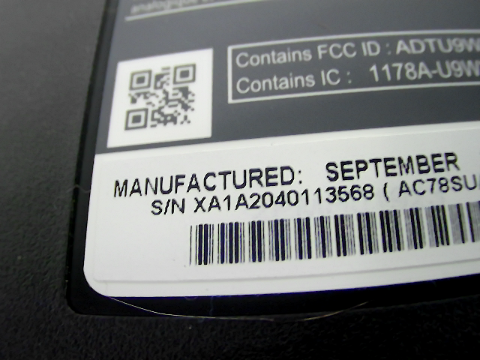 Contains FCC ID : ADTU9W
Contains IC : 1178A-U9W
MANUFACTURED: SEPTEMBER
S/N XA1A2040113568 ( AC78SU